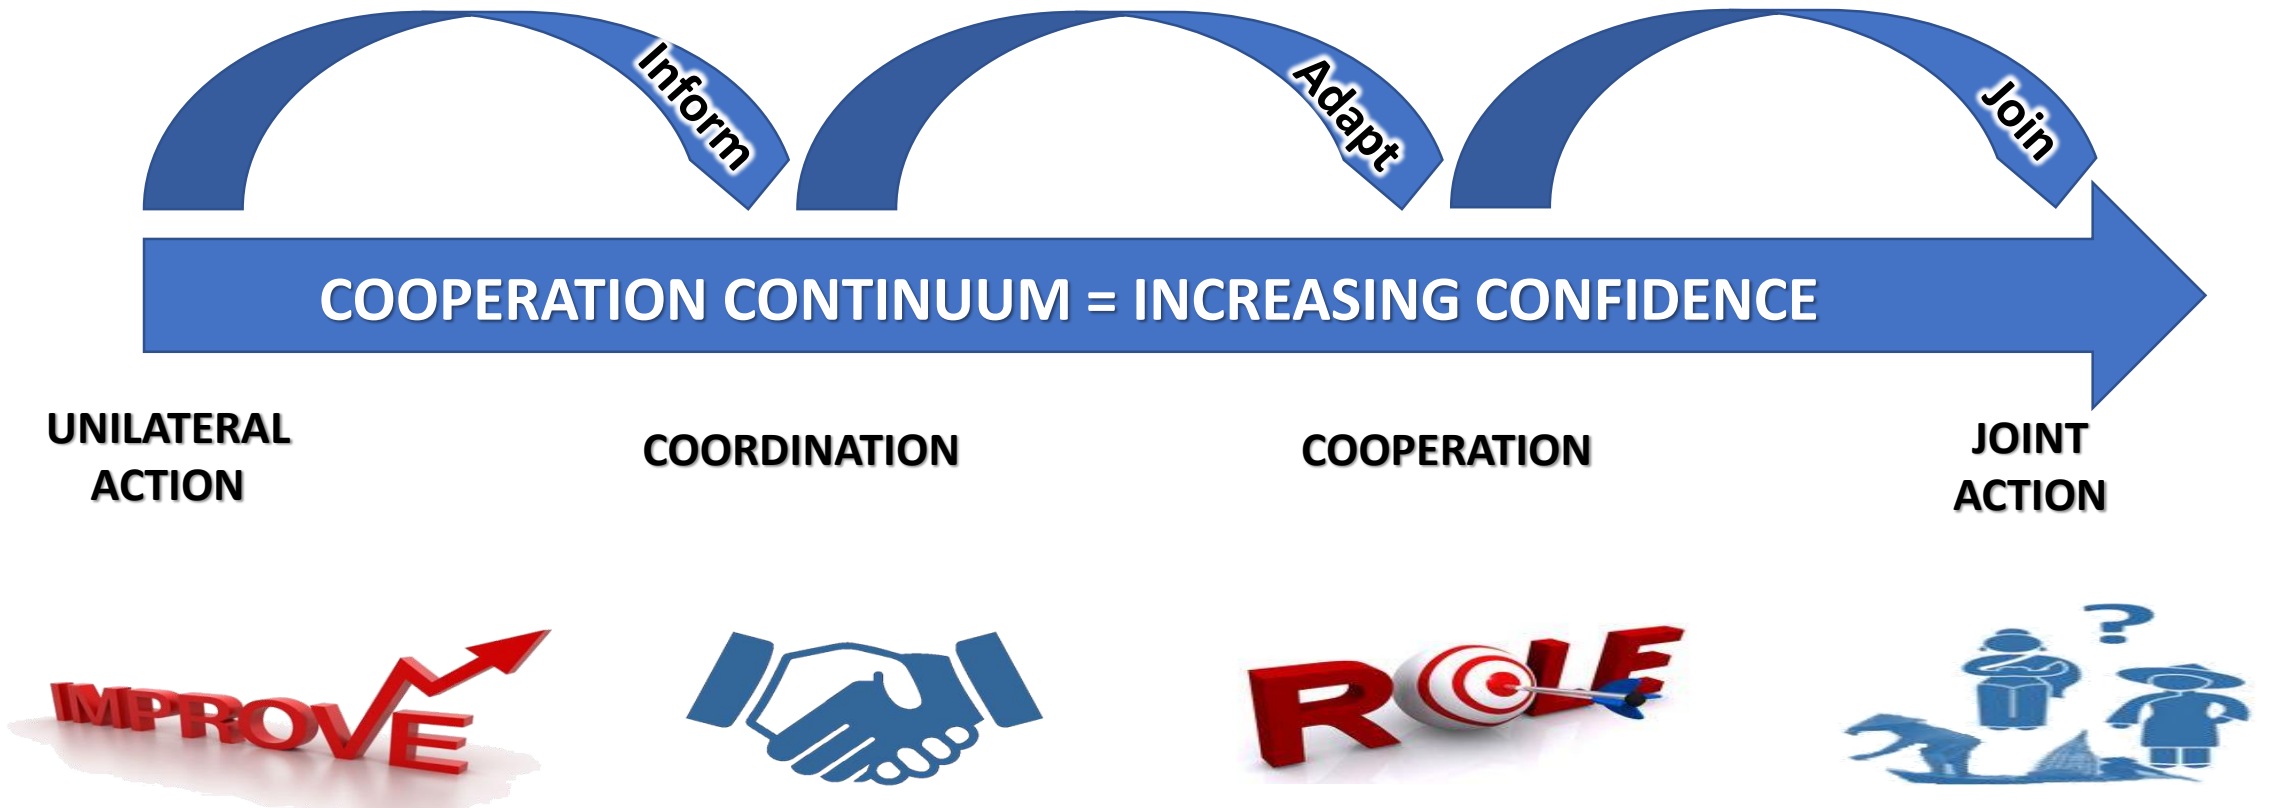 Inform
Adapt
Join
COOPERATION CONTINUUM = INCREASING CONFIDENCE
UNILATERAL
ACTION
COORDINATION
COOPERATION
JOINT
ACTION
IMPROVE
ROLE
?